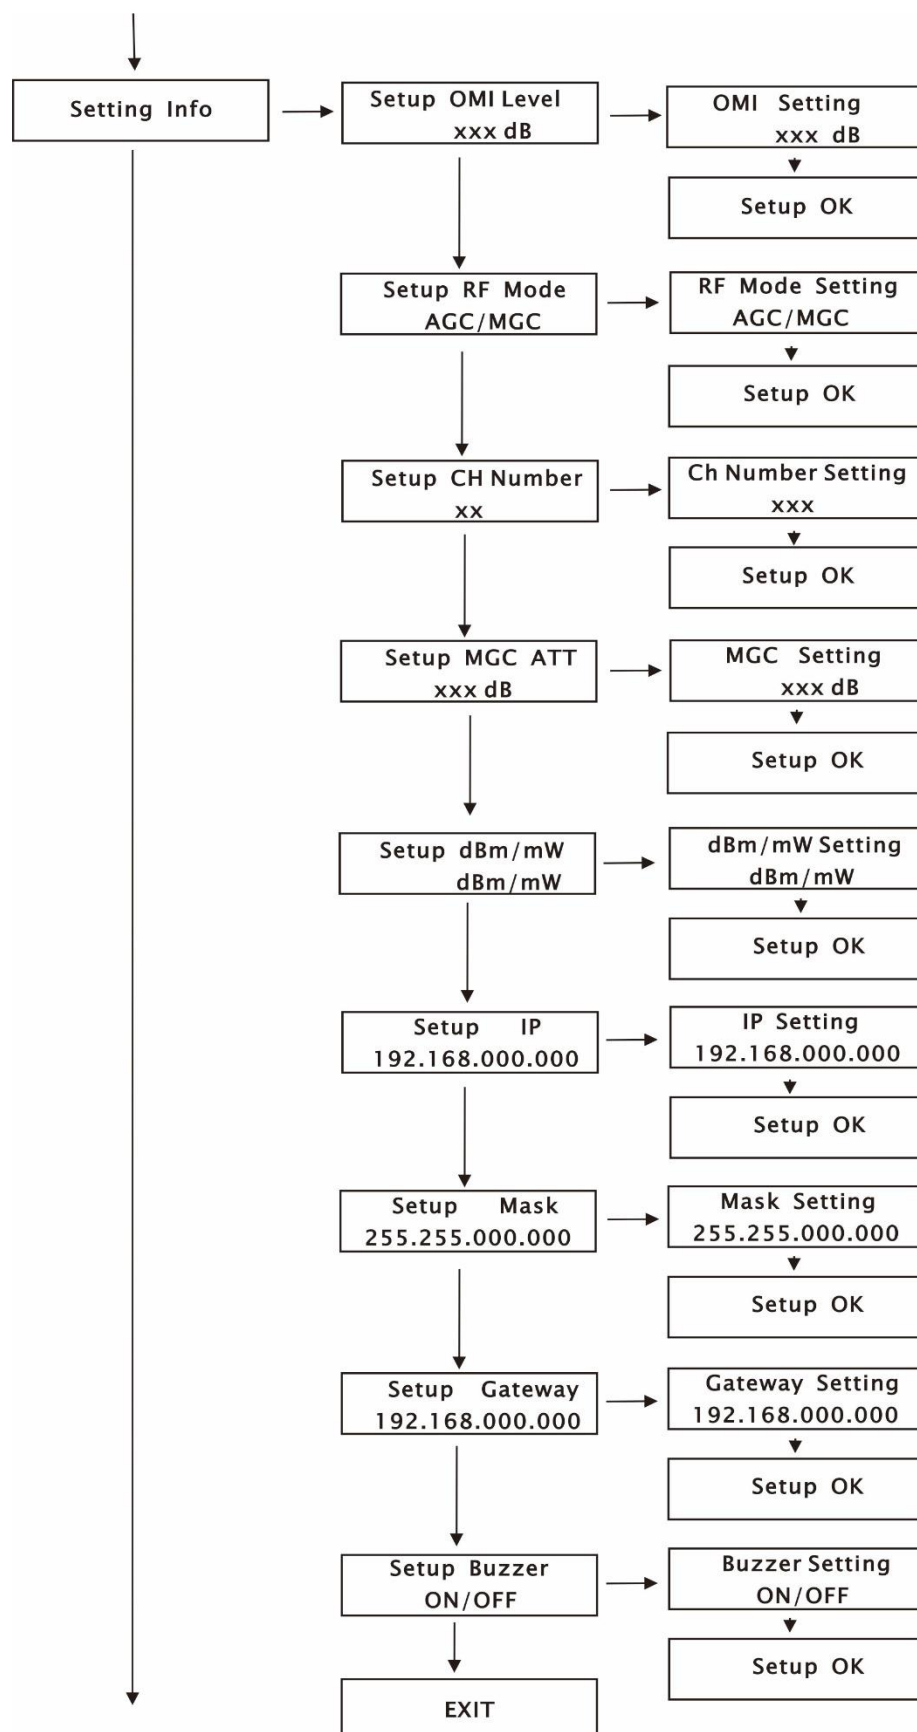 Setting Info
Setup OMI Level
xxx dB
OMI Setting
xxx dB
Setup OK
Setup RF Mode
AGC/MGC
RF Mode Setting
AGC/MGC
Setup OK
Setup CH Number
xx
Ch Number Setting
xxx
Setup OK
Setup MGC ATT
xxx dB
MGC Setting
xxx dB
Setup OK
Setup dBm/mW
dBm/mW
dBm/mW Setting
dBm/mW
Setup OK
Setup IP
192.168.000.000
IP Setting
192.168.000.000
Setup OK
Setup Mask
255.255.000.000
Mask Setting
255.255.000.000
Setup OK
Setup Gateway
192.168.000.000
Gateway Setting
192.168.000.000
Setup OK
Setup Buzzer
ON/OFF
Buzzer Setting
ON/OFF
Setup OK
EXIT